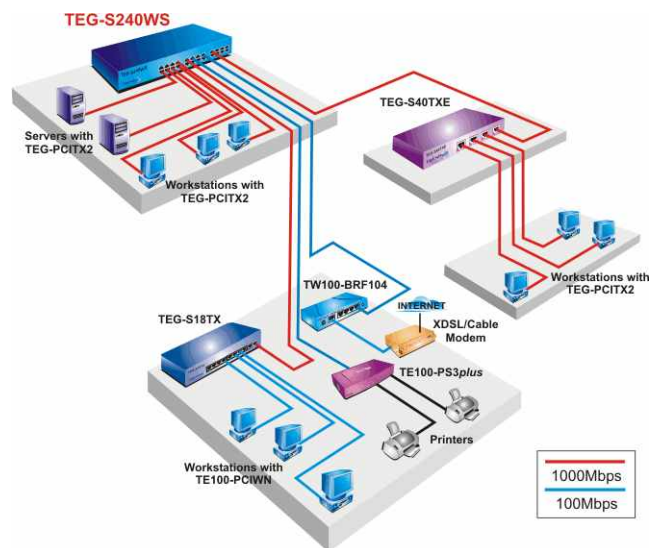 TEG-S240WS
TEG-S40TXE
Servers with
TEG-PCITX2
Workstations with
TEG-PCITX2
Workstations with
TEG-PCITX2
TW100-BRF104
INTERNET
XDSL/Cable
Modem
TEG-S18TX
TE100-PS3plus
Printers
Workstations with
TE100-PCIWN
1000Mbps
100Mbps